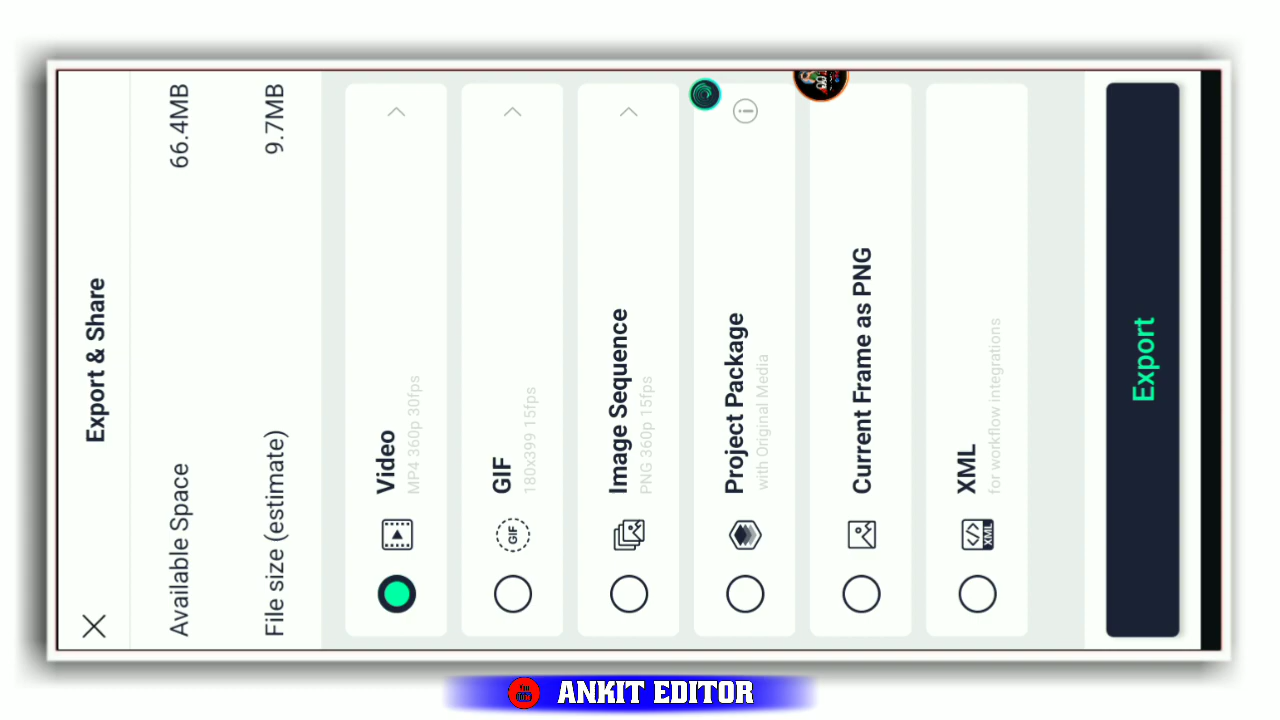 Export & Share
Available Space 66.4MB
File size (estimate) 9.7MB
Video
MP4 360p 30fps
GIF
GIF
180x399 15fps
Image Sequence
PNG 360p 15fps
Project Package
with Original Media
Current Frame as PNG
XML
XML
for workflow integrations
Export
ANKIT EDITOR